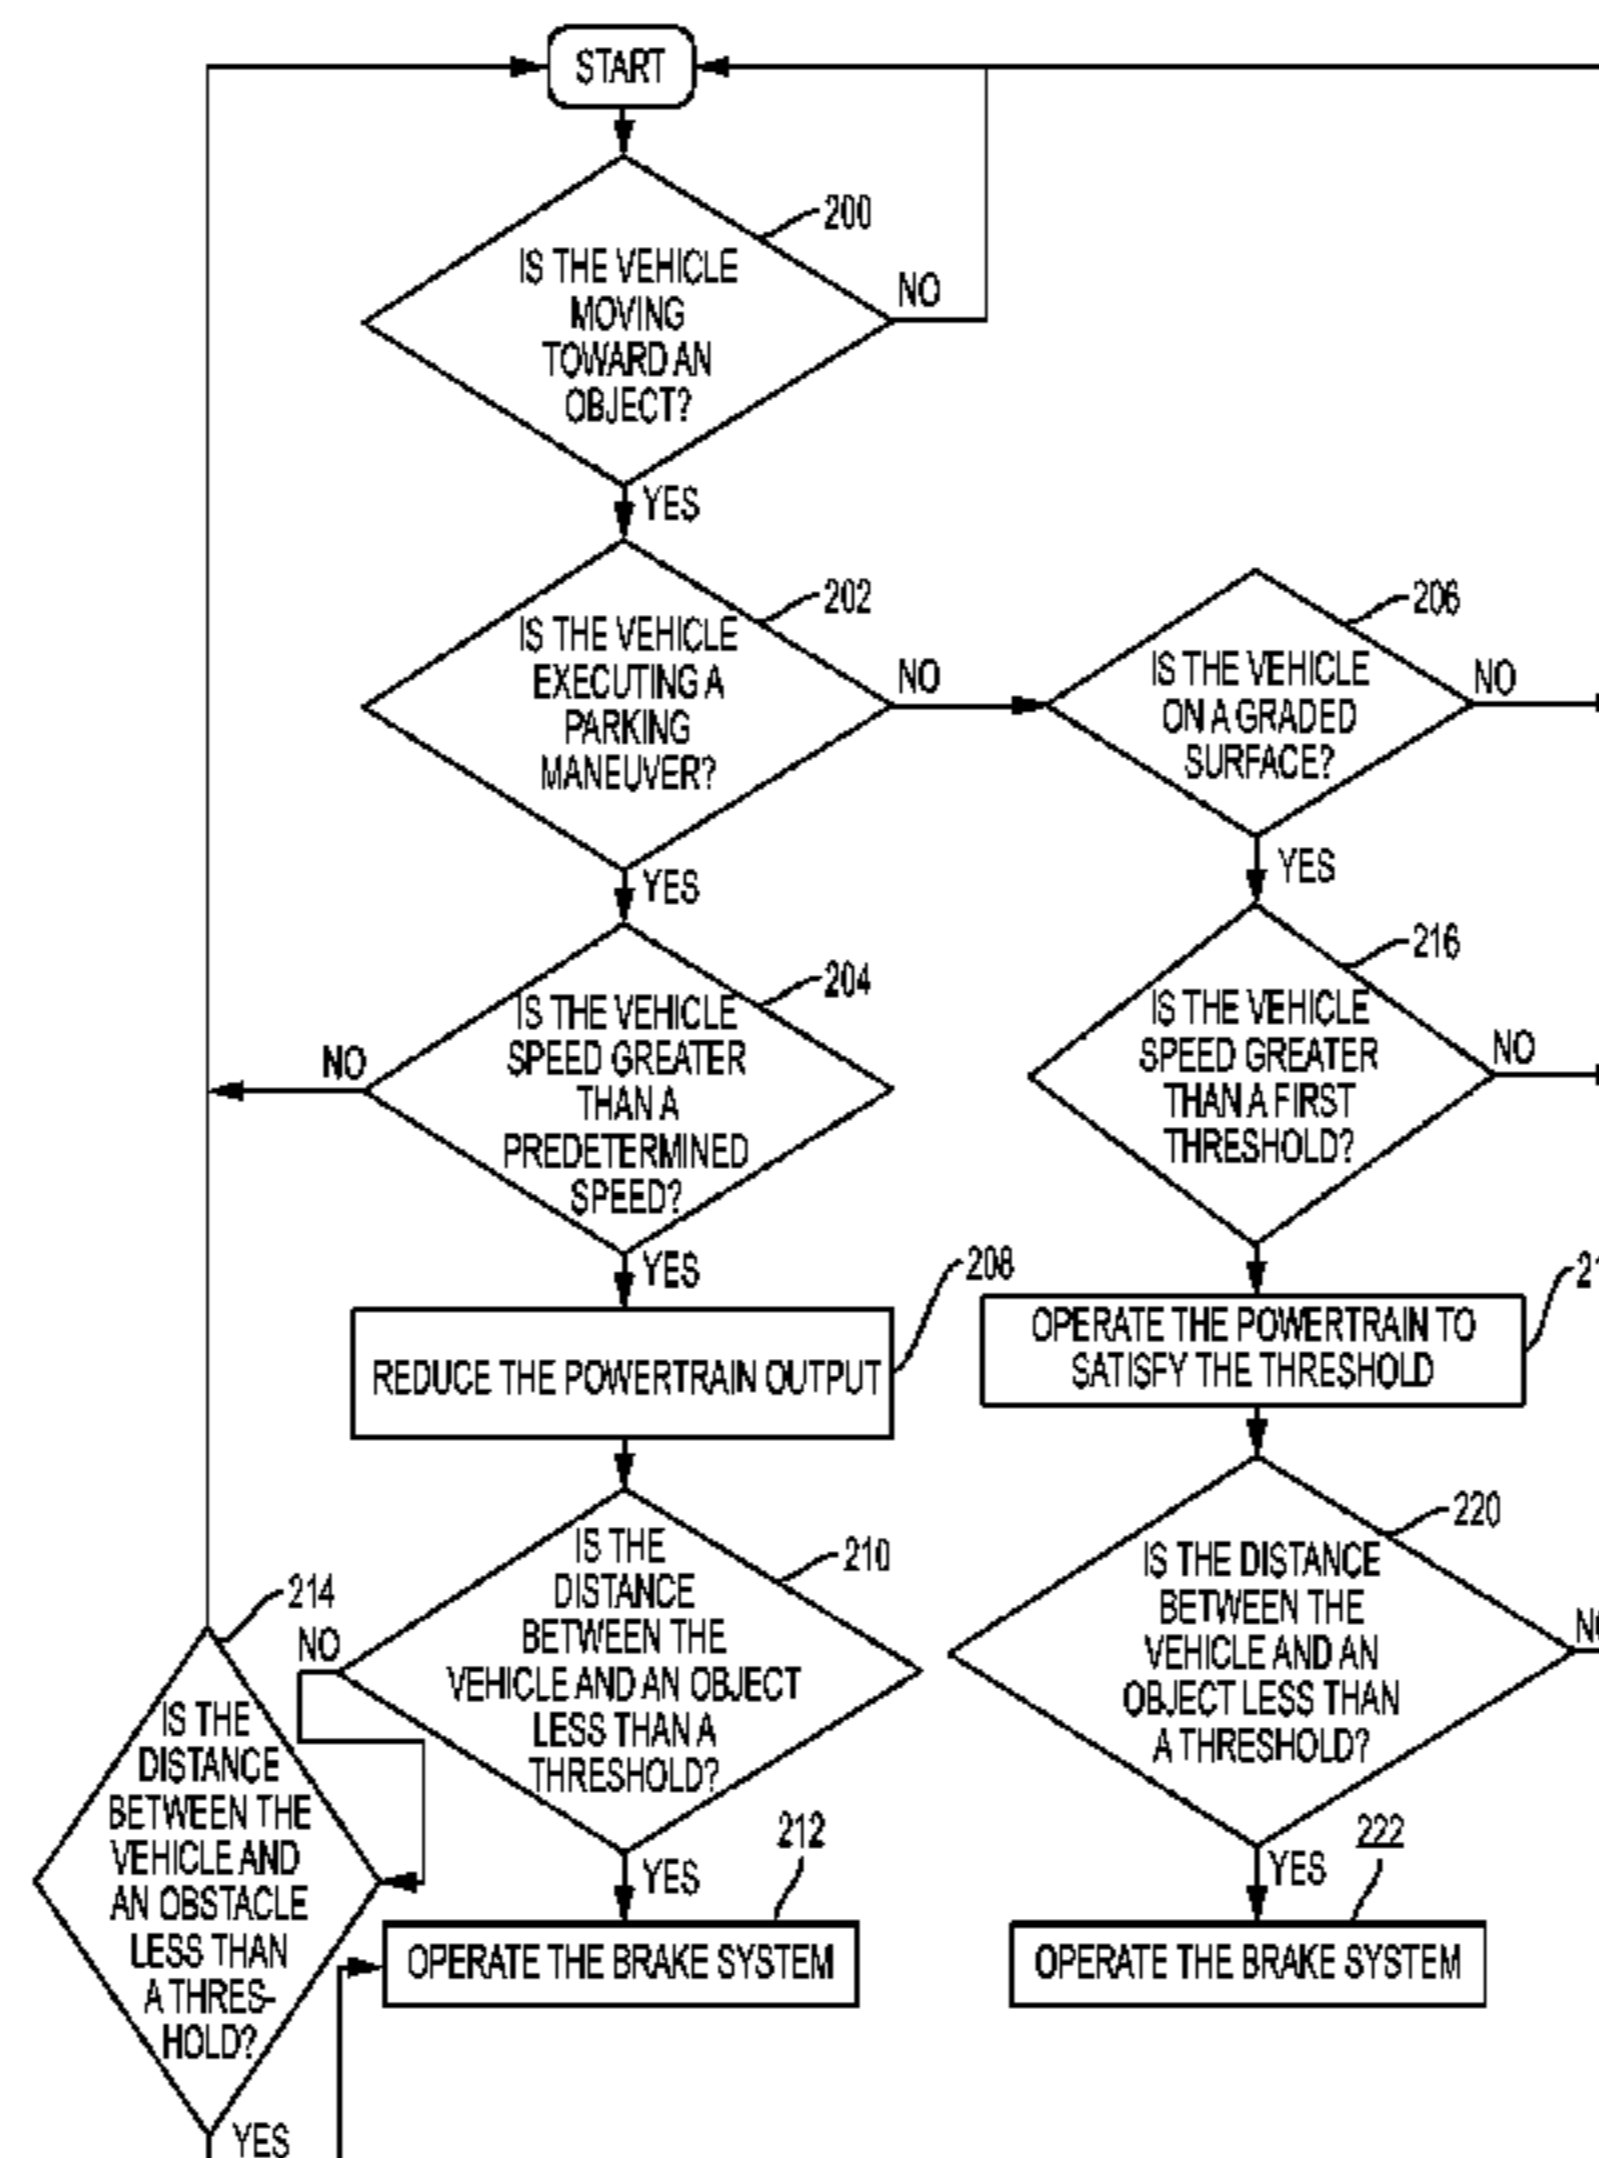 START
200
IS THE VEHICLE
MOVING
TOWARD AN
OBJECT?
NO
YES
202
IS THE VEHICLE
EXECUTING A
PARKING
MANEUVER?
NO
YES
206
IS THE VEHICLE
ON A GRADED
SURFACE?
NO
YES
204
IS THE VEHICLE
SPEED GREATER
THAN A
PREDETERMINED
SPEED?
NO
YES
216
IS THE VEHICLE
SPEED GREATER
THAN A FIRST
THRESHOLD?
NO
208
REDUCE THE POWERTRAIN OUTPUT
OPERATE THE POWERTRAIN TO
SATISFY THE THRESHOLD
210
IS THE
DISTANCE
BETWEEN THE
VEHICLE AND AN OBJECT
LESS THAN A
THRESHOLD?
NO
YES
220
IS THE DISTANCE
BETWEEN THE
VEHICLE AND AN
OBJECT LESS THAN
A THRESHOLD?
YES
214
IS THE
DISTANCE
BETWEEN THE
VEHICLE AND
AN OBSTACLE
LESS THAN
A THRES-
HOLD?
YES
212
OPERATE THE BRAKE SYSTEM
222
OPERATE THE BRAKE SYSTEM